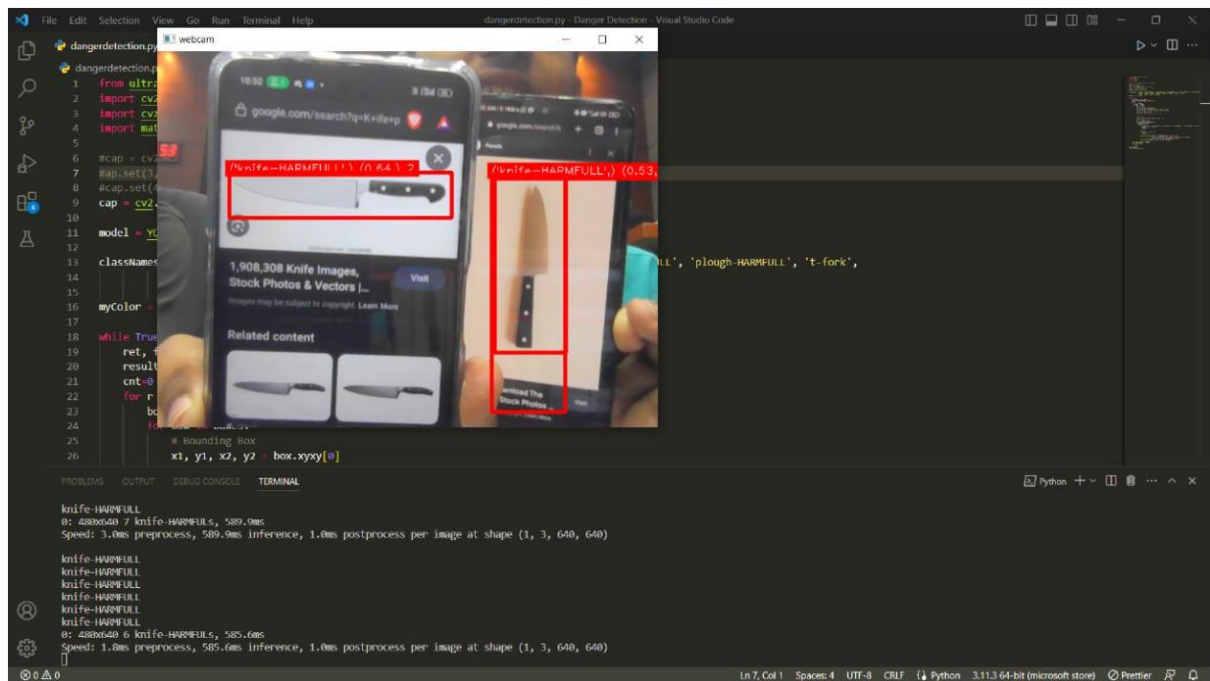 File Edit Selection View Go Run Terminal Help
dangerdetection.py - Danger Detection - Visual Studio Code
dangerdetection.py
webcam
dangerdetection.p
1 from ultra
2 import cv2
3 import cvz
4 import mat
5
6 #cap = cv2
7 #ap.set(3,
8 #cap.set(4
9 cap = cv2.
10
11 model = YO
12
13 classNames
LL', 'plough-HARMFULL', 't-fork',
14
15
16 myColor =
17
18 while True
19 ret, f
20 result
21 cnt=0
22 for r
23 bo
24
25 # Bounding Box
26 x1, y1, x2, y2 = box.xyxy[0]
10:52
google.com/search?q=K+ife+p
('knife-HARMFULL',) (0.64,) 2
1,908,308 Knife Images,
Stock Photos & Vectors |...
Visit
Images may be subject to copyright. Learn More
Related content
google.com/search
Pexels
('knife-HARMFULL',) (0.53,
Stock Photos
Visit
53
PROBLEMS OUTPUT DEBUG CONSOLE TERMINAL
Python
knife-HARMFULL
0: 480x640 7 knife-HARMFULs, 589.9ms
Speed: 3.0ms preprocess, 589.9ms inference, 1.0ms postprocess per image at shape (1, 3, 640, 640)
knife-HARMFULL
knife-HARMFULL
knife-HARMFULL
knife-HARMFULL
knife-HARMFULL
knife-HARMFULL
0: 480x640 6 knife-HARMFULs, 585.6ms
Speed: 1.8ms preprocess, 585.6ms inference, 1.0ms postprocess per image at shape (1, 3, 640, 640)
0 0
Ln 7, Col 1 Spaces: 4 UTF-8 CRLF Python 3.11.3 64-bit (microsoft store) Prettier